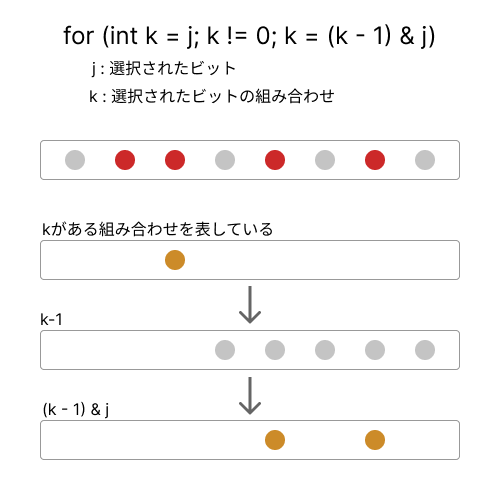 for (int k = j; k != 0; k = (k - 1) & j)
j : 選択されたビット
k : 選択されたビットの組み合わせ
kがある組み合わせを表している
k-1
(k - 1) & j